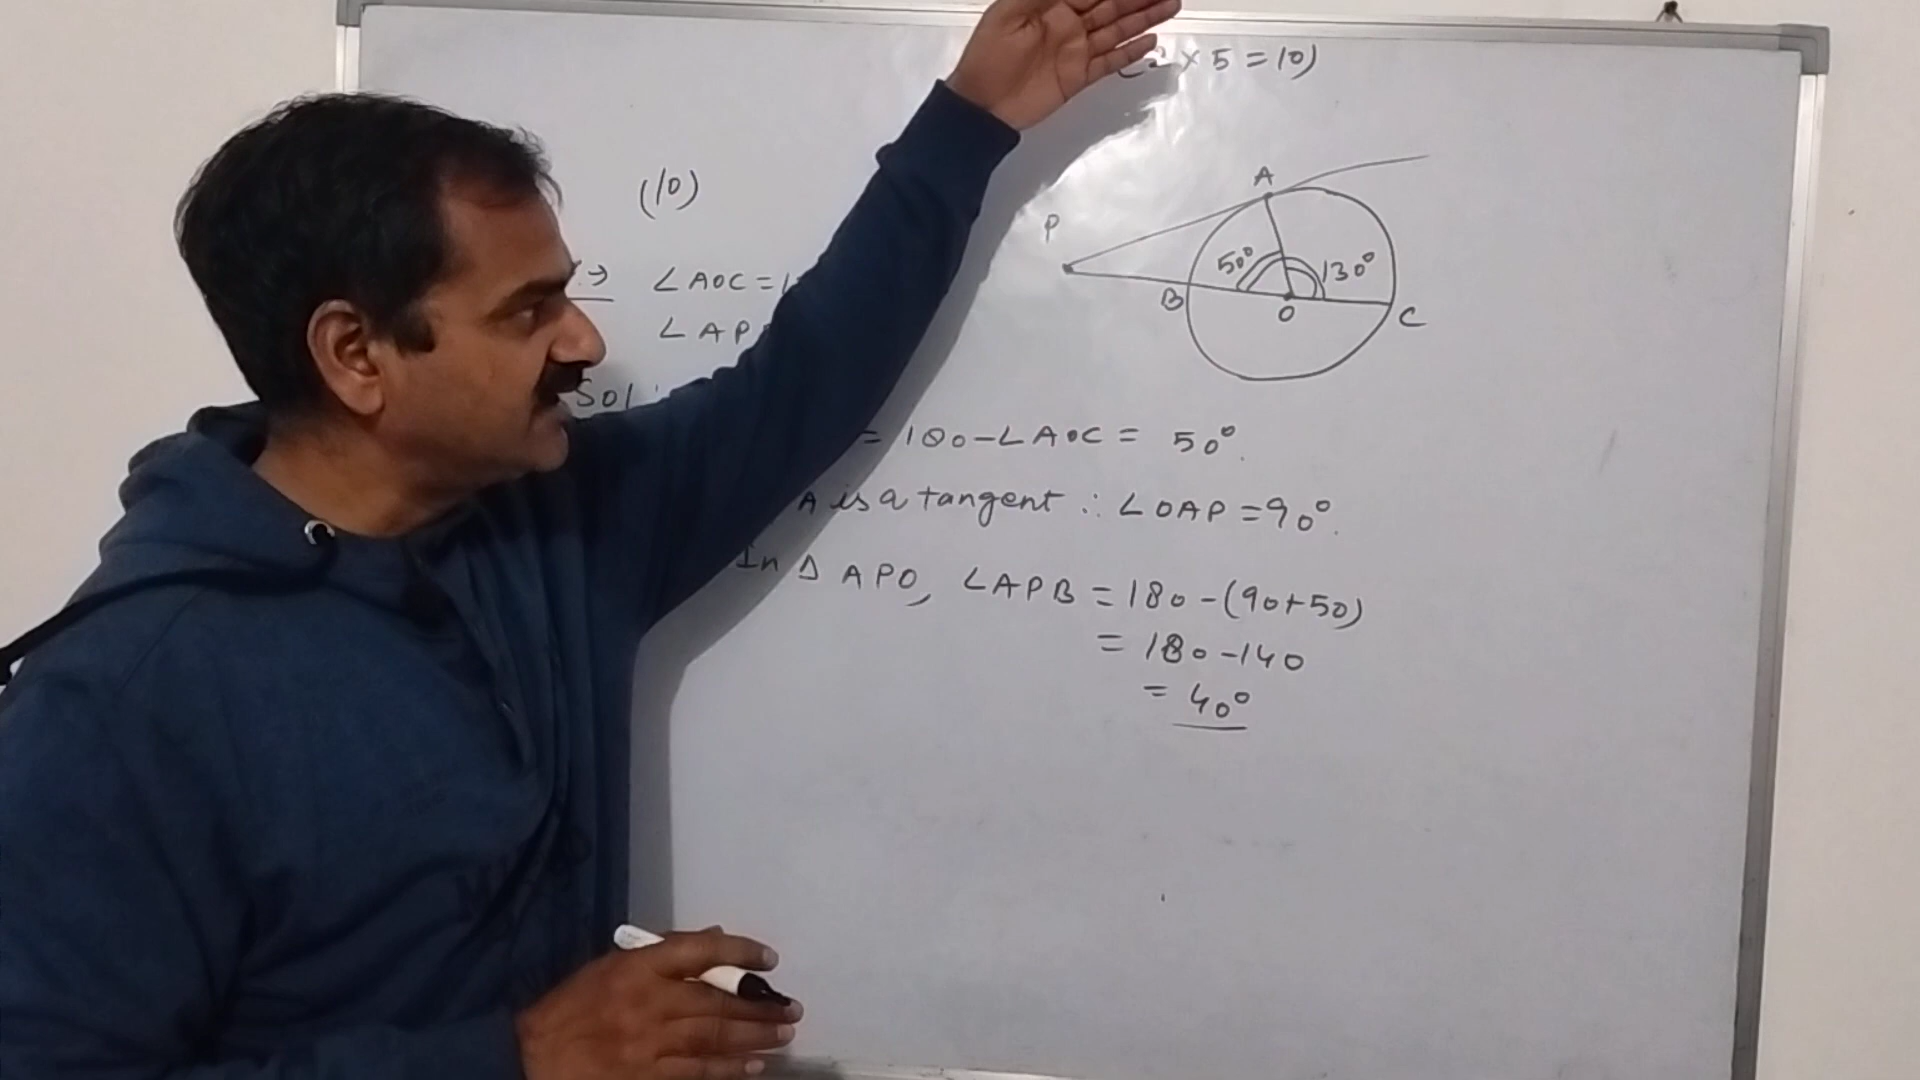 (2 × 5 = 10)
(10)
A
P
50°
130°
B
O
C
∠AOC = 1
∠AP
Sol
= 180 - ∠AOC = 50°.
A is a tangent ∴ ∠OAP = 90°.
In Δ APO, ∠APB = 180 - (90+50)
= 180 - 140
= 40°